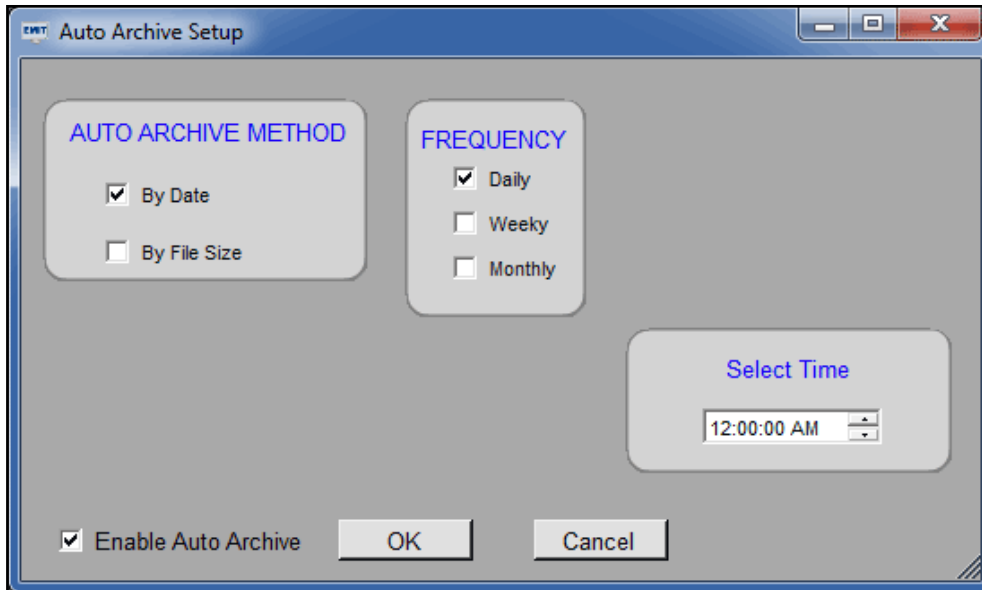 EMIT Auto Archive Setup
AUTO ARCHIVE METHOD
By Date
By File Size
FREQUENCY
Daily
Weeky
Monthly
Select Time
12:00:00 AM
Enable Auto Archive
OK
Cancel